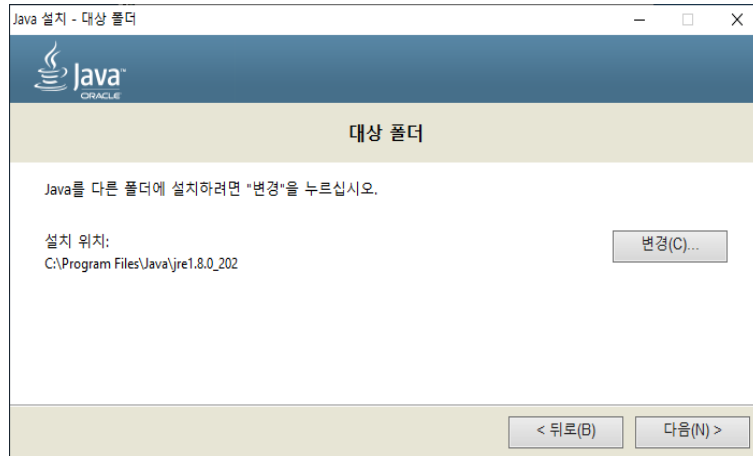 Java 설치 - 대상 폴더
Java™
ORACLE
대상 폴더
Java를 다른 폴더에 설치하려면 "변경"을 누르십시오.
설치 위치:
변경(C)...
C:\Program Files\Java\jre1.8.0_202
< 뒤로(B)
다음(N) >